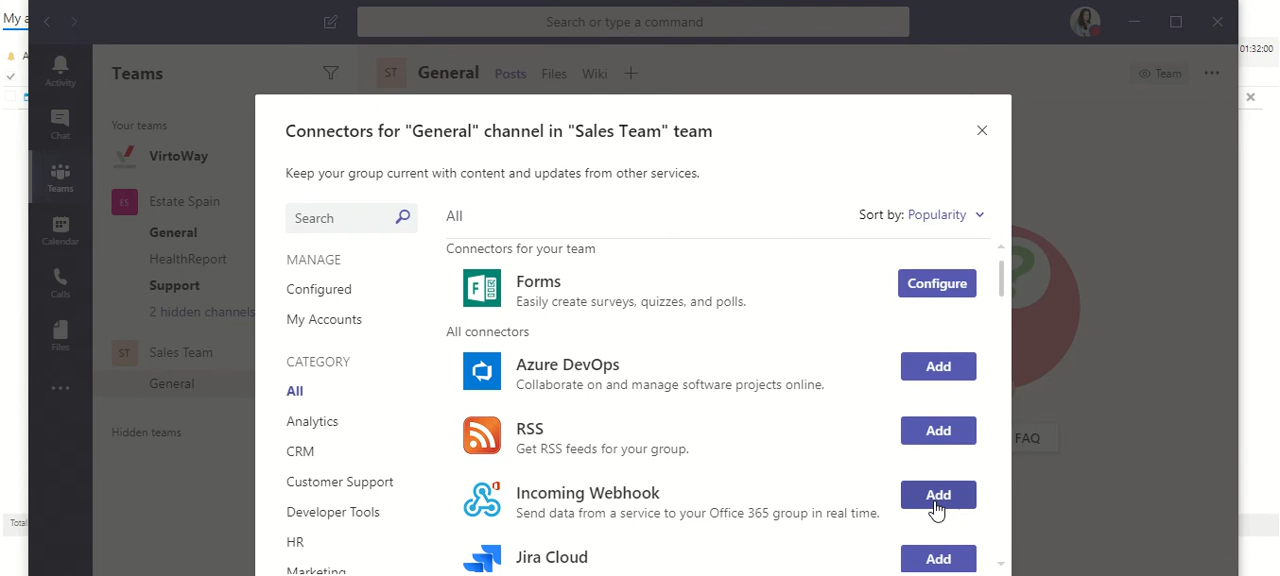 My a
Search or type a command
A
01:32:00
Activity
Chat
Teams
Calendar
Calls
Files
Teams
Your teams
VirtoWay
ES
Estate Spain
General
HealthReport
Support
2 hidden channels
ST
Sales Team
General
Hidden teams
ST
General
Posts
Files
Wiki
Team
Connectors for "General" channel in "Sales Team" team
Keep your group current with content and updates from other services.
Search
MANAGE
Configured
My Accounts
CATEGORY
All
Analytics
CRM
Customer Support
Developer Tools
HR
Marketing
All
Sort by: Popularity
Connectors for your team
Forms
Easily create surveys, quizzes, and polls.
Configure
All connectors
Azure DevOps
Collaborate on and manage software projects online.
Add
RSS
Get RSS feeds for your group.
Add
Incoming Webhook
Send data from a service to your Office 365 group in real time.
Add
Jira Cloud
Add
FAQ
Total